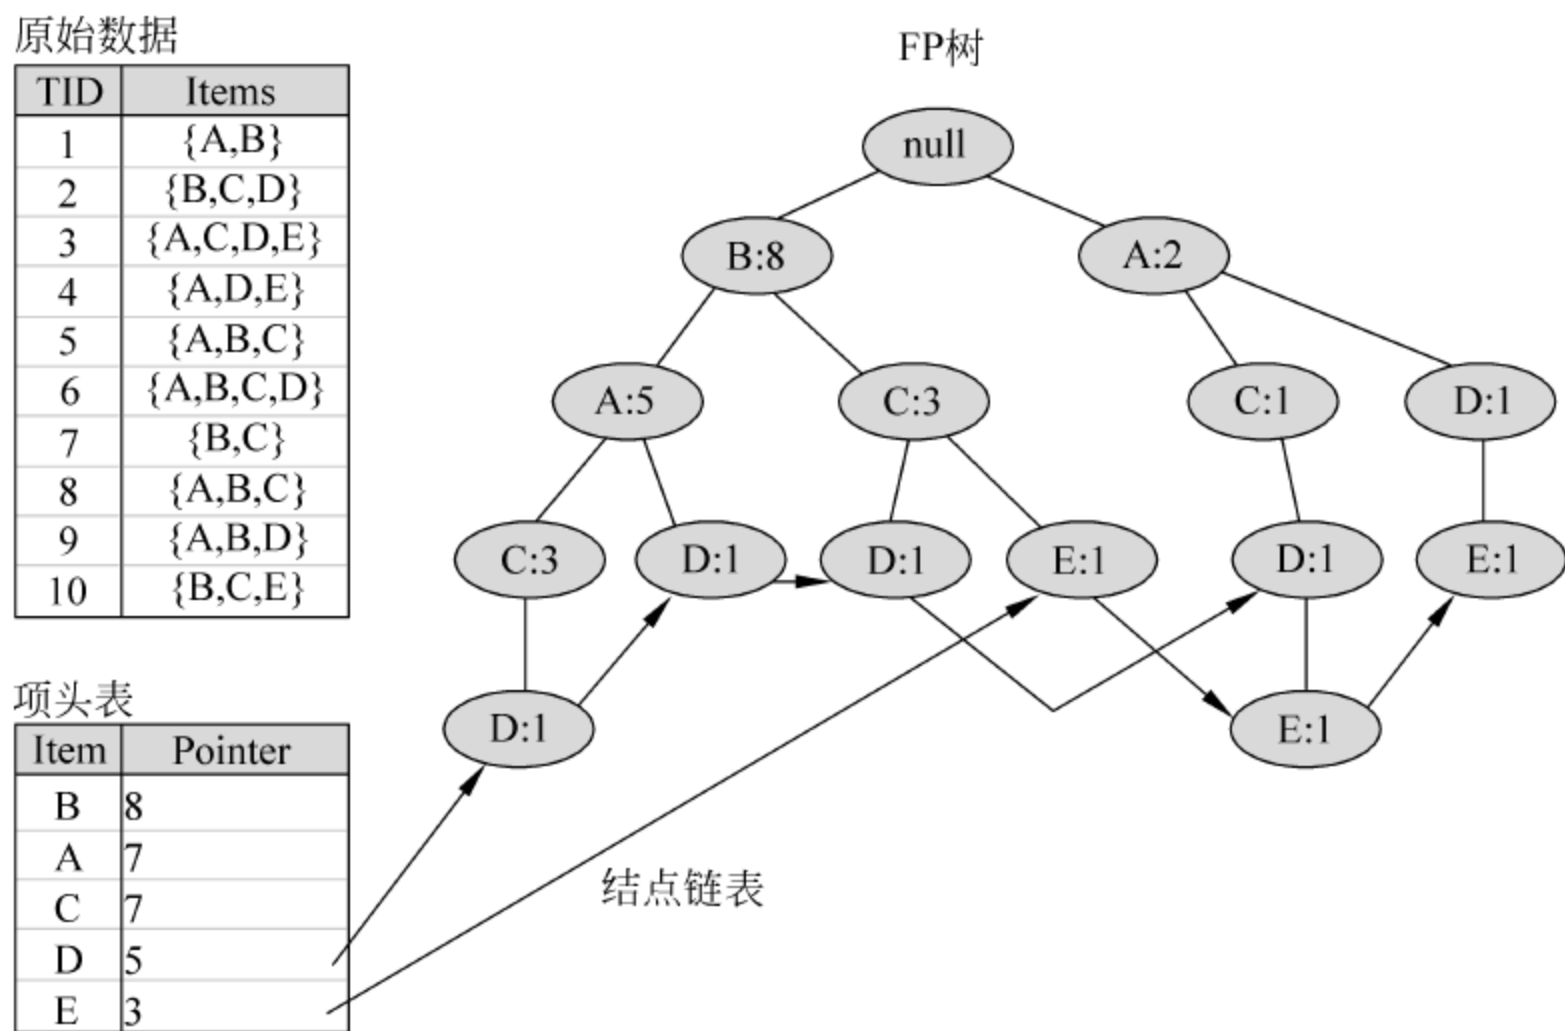 原始数据
TID Items
1 {A,B}
2 {B,C,D}
3 {A,C,D,E}
4 {A,D,E}
5 {A,B,C}
6 {A,B,C,D}
7 {B,C}
8 {A,B,C}
9 {A,B,D}
10 {B,C,E}
项头表
Item Pointer
B 8
A 7
C 7
D 5
E 3
FP树
null
B:8 A:2
A:5 C:3 C:1 D:1
C:3 D:1 D:1 E:1 D:1 E:1
D:1 E:1
结点链表